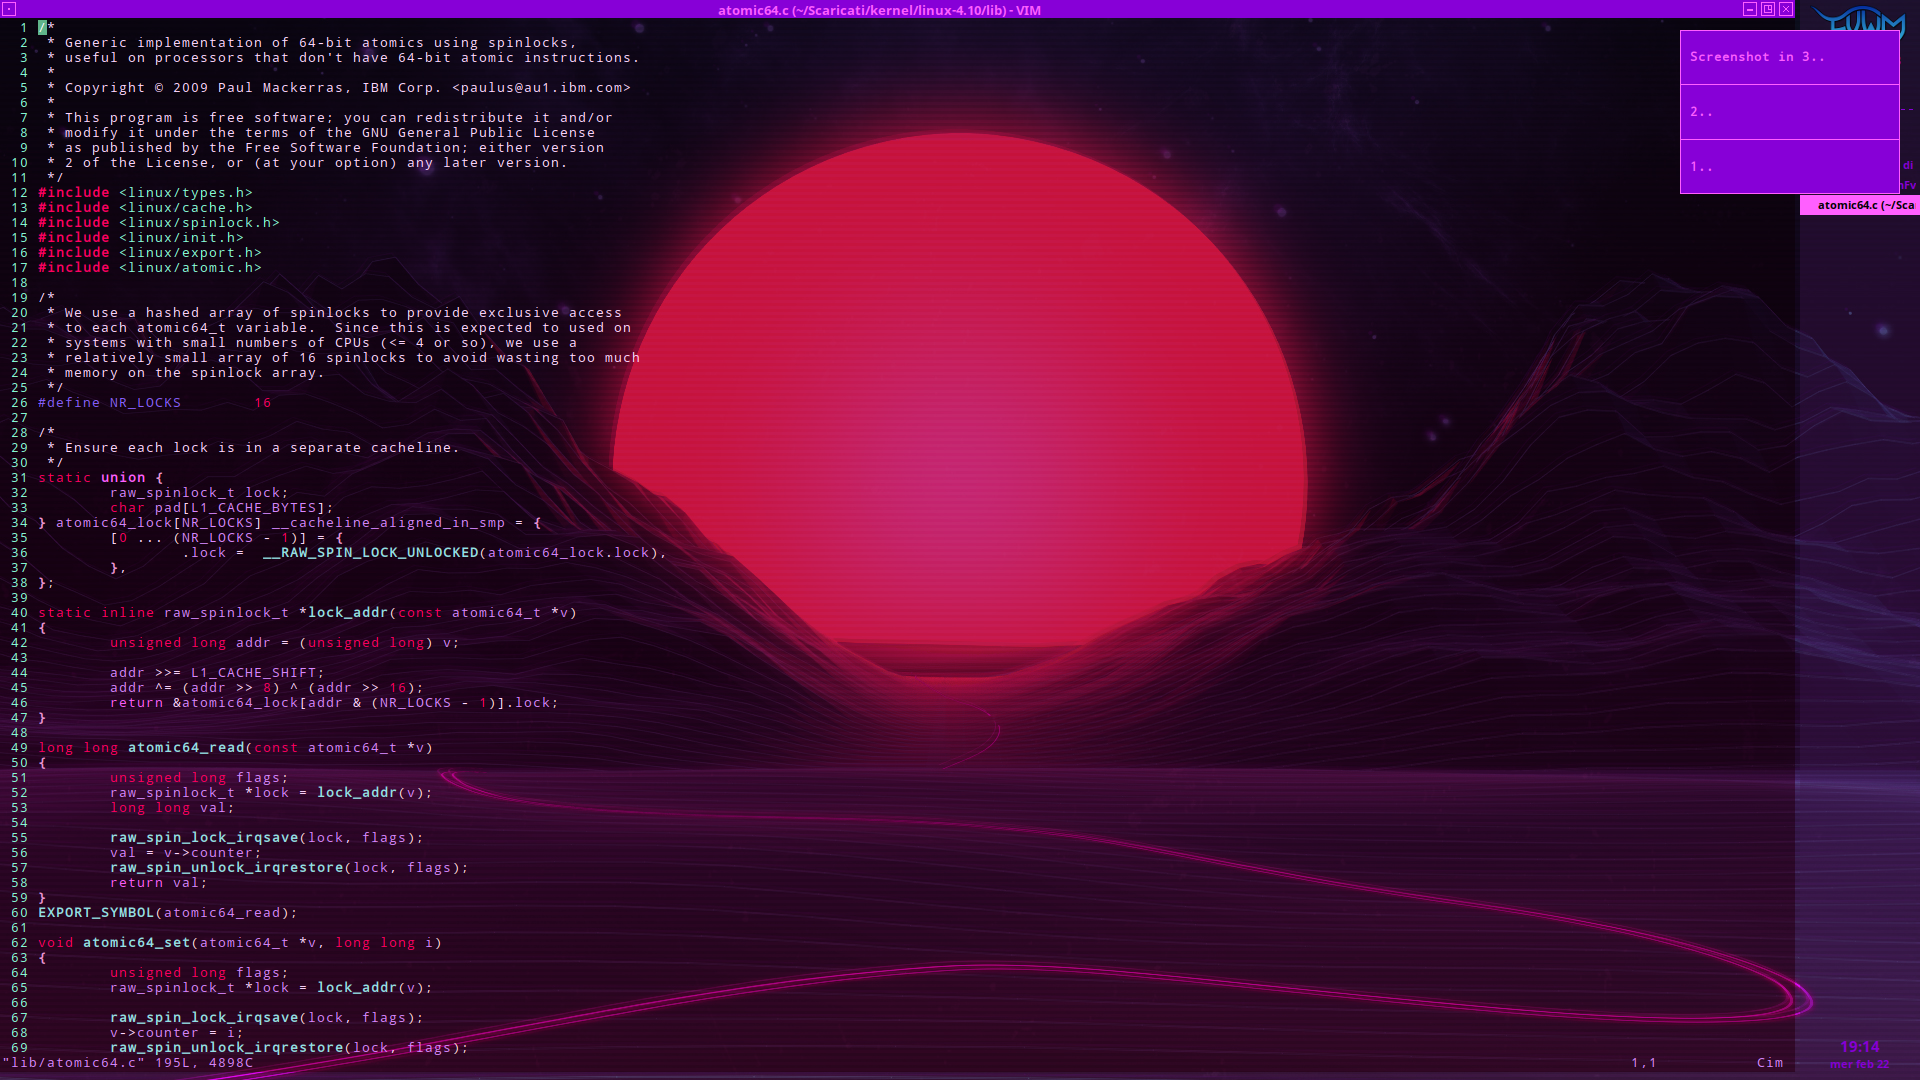 atomic64.c (~/Scaricati/kernel/linux-4.10/lib) - VIM
1 /*
2  * Generic implementation of 64-bit atomics using spinlocks,
3  * useful on processors that don't have 64-bit atomic instructions.
4  *
5  * Copyright © 2009 Paul Mackerras, IBM Corp. <paulus@au1.ibm.com>
6  *
7  * This program is free software; you can redistribute it and/or
8  * modify it under the terms of the GNU General Public License
9  * as published by the Free Software Foundation; either version
10  * 2 of the License, or (at your option) any later version.
11  */
12 #include <linux/types.h>
13 #include <linux/cache.h>
14 #include <linux/spinlock.h>
15 #include <linux/init.h>
16 #include <linux/export.h>
17 #include <linux/atomic.h>
18
19 /*
20  * We use a hashed array of spinlocks to provide exclusive access
21  * to each atomic64_t variable.  Since this is expected to used on
22  * systems with small numbers of CPUs (<= 4 or so), we use a
23  * relatively small array of 16 spinlocks to avoid wasting too much
24  * memory on the spinlock array.
25  */
26 #define NR_LOCKS        16
27
28 /*
29  * Ensure each lock is in a separate cacheline.
30  */
31 static union {
32         raw_spinlock_t lock;
33         char pad[L1_CACHE_BYTES];
34 } atomic64_lock[NR_LOCKS] __cacheline_aligned_in_smp = {
35         [0 ... (NR_LOCKS - 1)] = {
36                 .lock =  __RAW_SPIN_LOCK_UNLOCKED(atomic64_lock.lock),
37         },
38 };
39
40 static inline raw_spinlock_t *lock_addr(const atomic64_t *v)
41 {
42         unsigned long addr = (unsigned long) v;
43
44         addr >>= L1_CACHE_SHIFT;
45         addr ^= (addr >> 8) ^ (addr >> 16);
46         return &atomic64_lock[addr & (NR_LOCKS - 1)].lock;
47 }
48
49 long long atomic64_read(const atomic64_t *v)
50 {
51         unsigned long flags;
52         raw_spinlock_t *lock = lock_addr(v);
53         long long val;
54
55         raw_spin_lock_irqsave(lock, flags);
56         val = v->counter;
57         raw_spin_unlock_irqrestore(lock, flags);
58         return val;
59 }
60 EXPORT_SYMBOL(atomic64_read);
61
62 void atomic64_set(atomic64_t *v, long long i)
63 {
64         unsigned long flags;
65         raw_spinlock_t *lock = lock_addr(v);
66
67         raw_spin_lock_irqsave(lock, flags);
68         v->counter = i;
69         raw_spin_unlock_irqrestore(lock, flags);
"lib/atomic64.c" 195L, 4898C 1,1 Cim
Screenshot in 3..
2..
1..
di
atomic64.c (~/Sca
19:14
mer feb 22